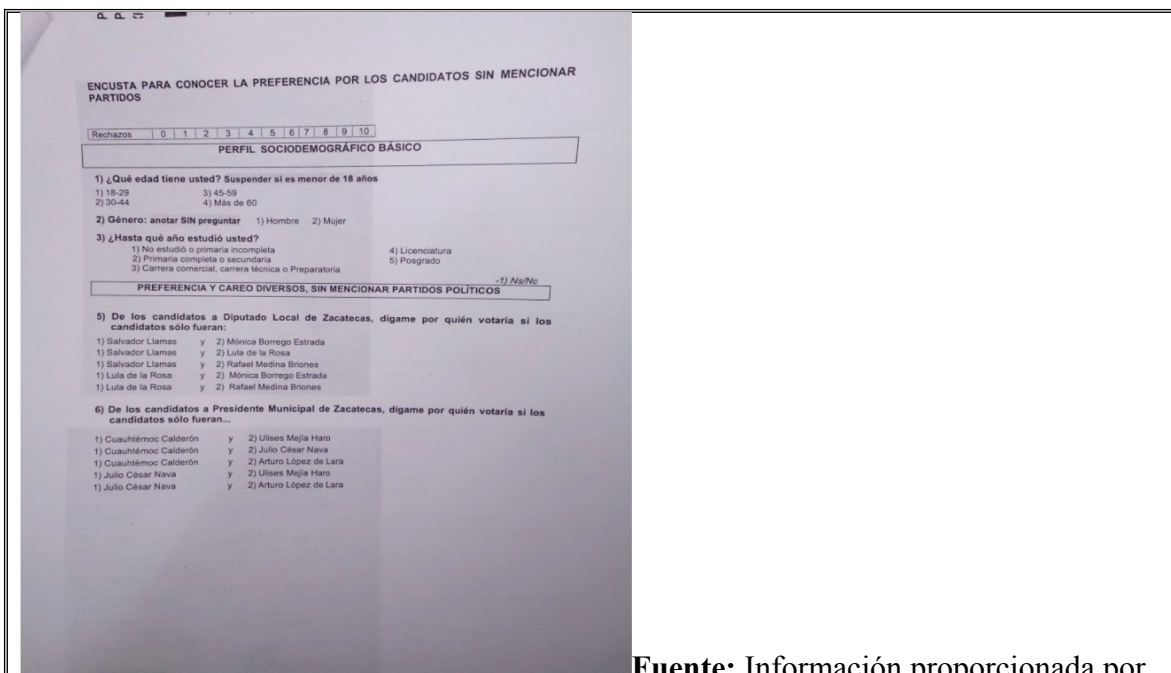 ENCUSTA PARA CONOCER LA PREFERENCIA POR LOS CANDIDATOS SIN MENCIONAR
PARTIDOS
Rechazos 0 1 2 3 4 5 6 7 8 9 10
PERFIL SOCIODEMOGRÁFICO BÁSICO
1) ¿Qué edad tiene usted? Suspender si es menor de 18 años
1) 18-29 3) 45-59
2) 30-44 4) Más de 60
2) Género: anotar SIN preguntar 1) Hombre 2) Mujer
3) ¿Hasta qué año estudió usted?
1) No estudió o primaria incompleta 4) Licenciatura
2) Primaria completa o secundaria 5) Posgrado
3) Carrera comercial, carrera técnica o Preparatoria
-1) Ns/Nc
PREFERENCIA Y CAREO DIVERSOS, SIN MENCIONAR PARTIDOS POLÍTICOS
5) De los candidatos a Diputado Local de Zacatecas, dígame por quién votaría si los
candidatos sólo fueran:
1) Salvador Llamas y 2) Mónica Borrego Estrada
1) Salvador Llamas y 2) Lula de la Rosa
1) Salvador Llamas y 2) Rafael Medina Briones
1) Lula de la Rosa y 2) Mónica Borrego Estrada
1) Lula de la Rosa y 2) Rafael Medina Briones
6) De los candidatos a Presidente Municipal de Zacatecas, dígame por quién votaría si los
candidatos sólo fueran...
1) Cuauhtémoc Calderón y 2) Ulises Mejía Haro
1) Cuauhtémoc Calderón y 2) Julio César Nava
1) Cuauhtémoc Calderón y 2) Arturo López de Lara
1) Julio César Nava y 2) Ulises Mejía Haro
1) Julio César Nava y 2) Arturo López de Lara
Fuente: Información proporcionada por